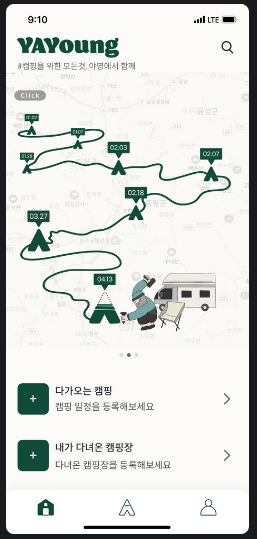 9:10
LTE
YAYoung
#캠핑을 위한 모든것, 야영에서 함께
Click
01.07
02.03
02.07
02.18
03.27
04.13
다가오는 캠핑
캠핑 일정을 등록해보세요
내가 다녀온 캠핑장
다녀온 캠핑장을 등록해보세요